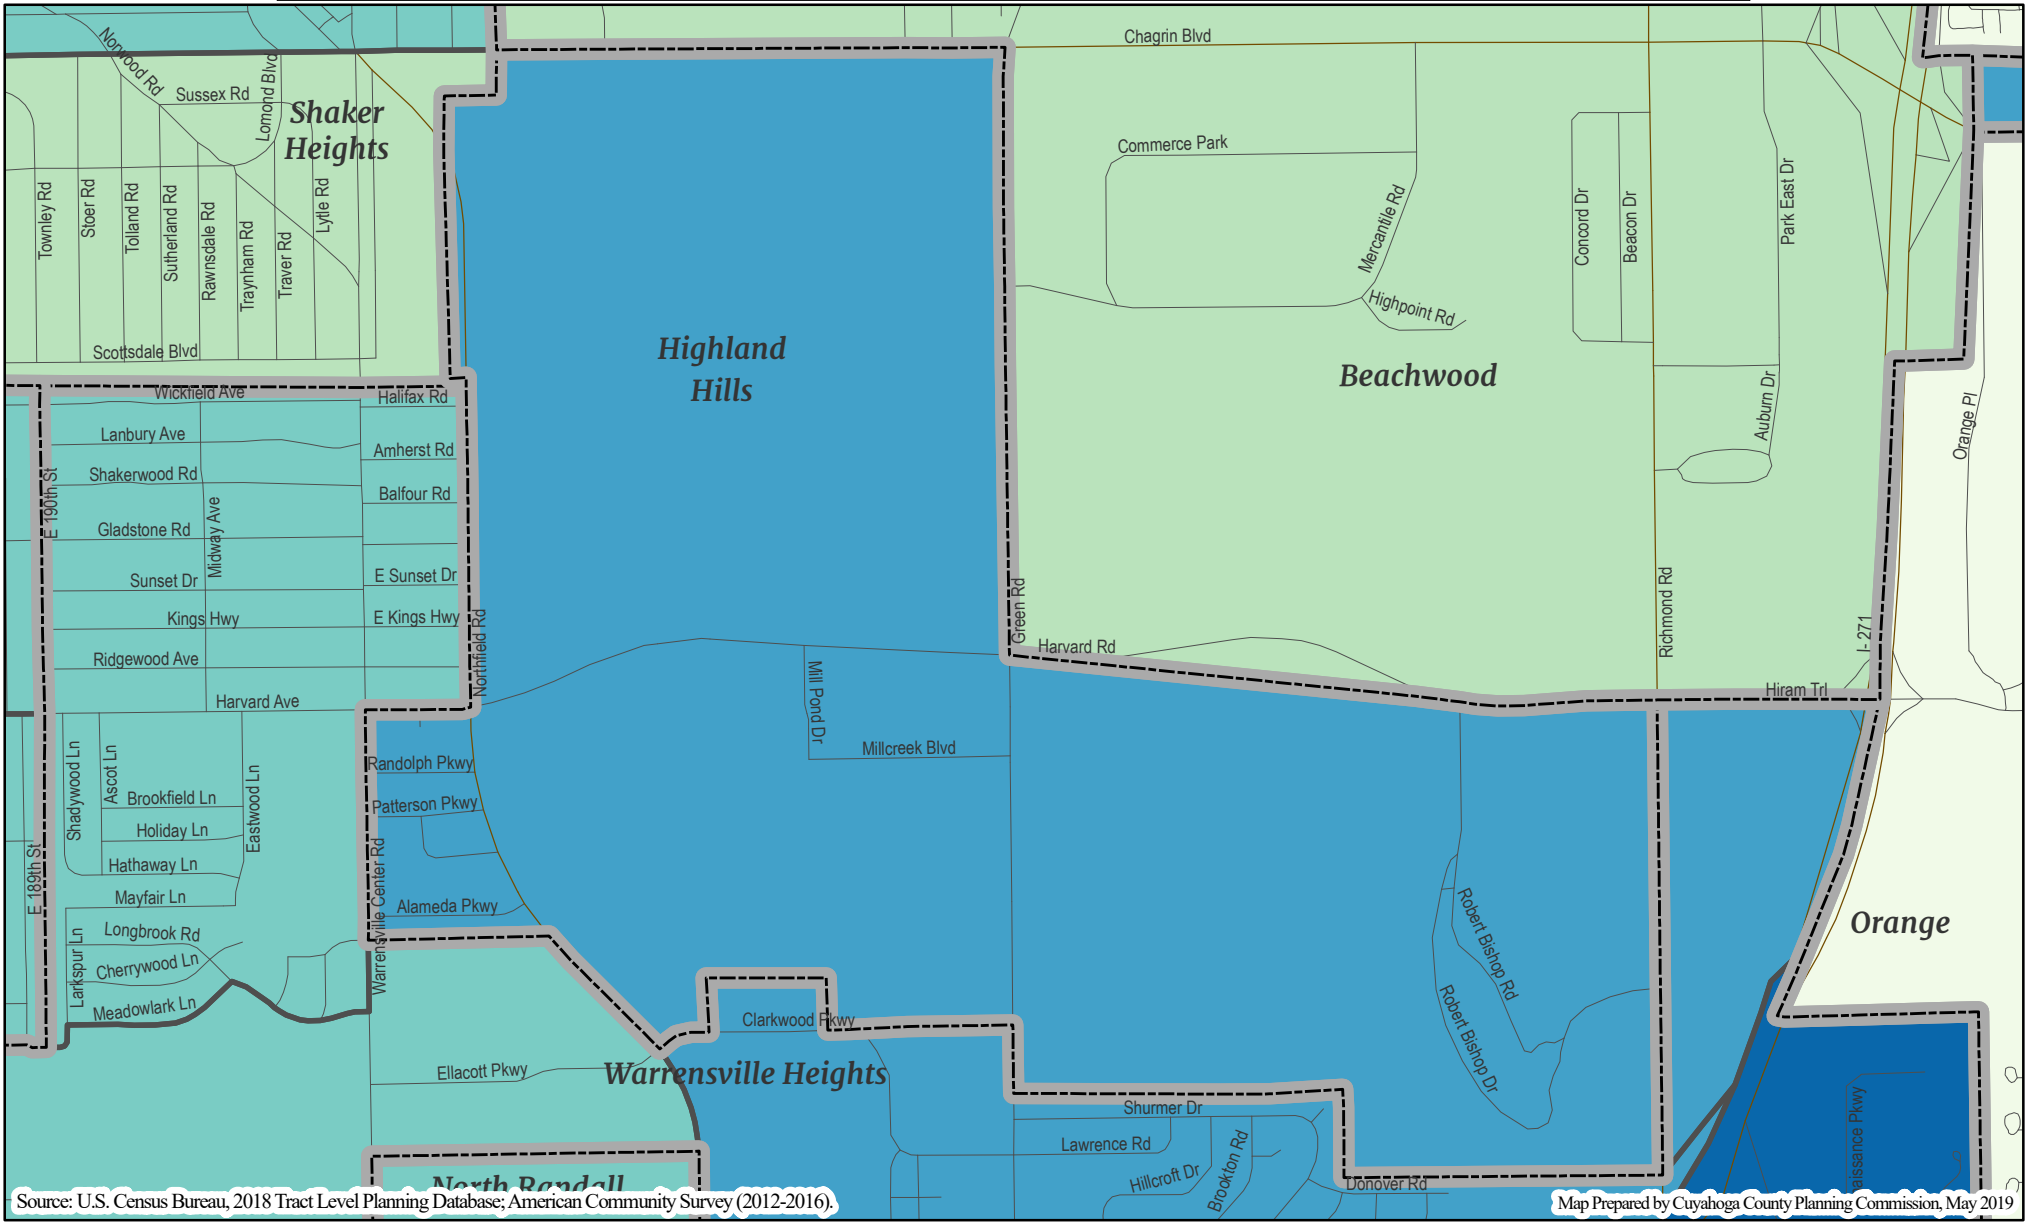 Chagrin Blvd
Norwood Rd
Lomond Blvd
Sussex Rd
Shaker
Heights
Commerce Park
Townley Rd
Stoer Rd
Tolland Rd
Sutherland Rd
Rawnsdale Rd
Traynham Rd
Traver Rd
Lytle Rd
Mercantile Rd
Concord Dr
Beacon Dr
Park East Dr
Highpoint Rd
Scottsdale Blvd
Highland
Hills
Beachwood
Wickfield Ave
Halifax Rd
Auburn Dr
Orange Pl
Lanbury Ave
Amherst Rd
Shakerwood Rd
Balfour Rd
E 190th St
Midway Ave
Gladstone Rd
Sunset Dr
E Sunset Dr
Kings Hwy
E Kings Hwy
Northfield Rd
Green Rd
Richmond Rd
I-271
Ridgewood Ave
Harvard Rd
Harvard Ave
Mill Pond Dr
Hiram Trl
Millcreek Blvd
Randolph Pkwy
Shadywood Ln
Ascot Ln
Brookfield Ln
Eastwood Ln
Patterson Pkwy
Holiday Ln
Hathaway Ln
E 189th St
Warrensville Center Rd
Mayfair Ln
Alameda Pkwy
Longbrook Rd
Larkspur Ln
Cherrywood Ln
Meadowlark Ln
Robert Bishop Rd
Orange
Robert Bishop Dr
Clarkwood Pkwy
Ellacott Pkwy
Warrensville Heights
Shurmer Dr
Lawrence Rd
Hillcroft Dr
Brookton Rd
Donover Rd
aissance Pkwy
North Randall
Source: U.S. Census Bureau, 2018 Tract Level Planning Database; American Community Survey (2012-2016).
Map Prepared by Cuyahoga County Planning Commission, May 2019